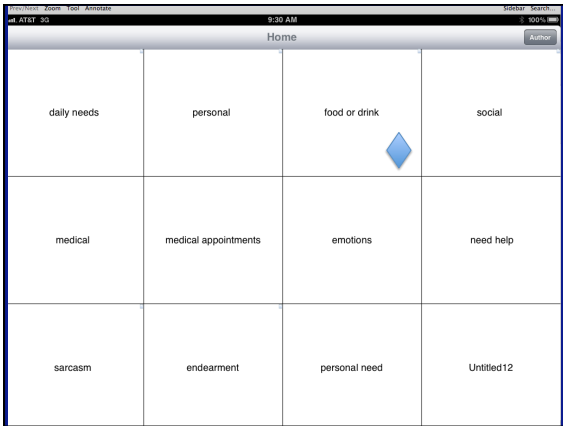 Prev/Next Zoom Tool Annotate Sidebar Search...
AT&T 3G 9:30 AM 100%
Home Author
daily needs personal food or drink social
medical medical appointments emotions need help
sarcasm endearment personal need Untitled12